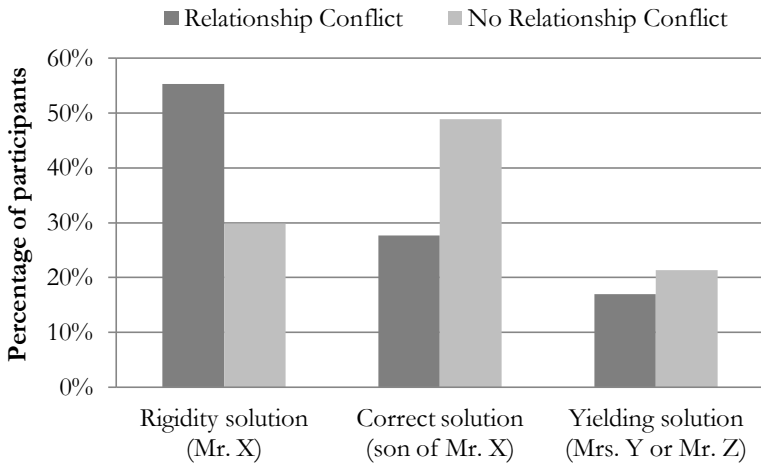 Relationship Conflict No Relationship Conflict
Percentage of participants
60%
50%
40%
30%
20%
10%
0%
Rigidity solution Correct solution Yielding solution
(Mr. X) (son of Mr. X) (Mrs. Y or Mr. Z)